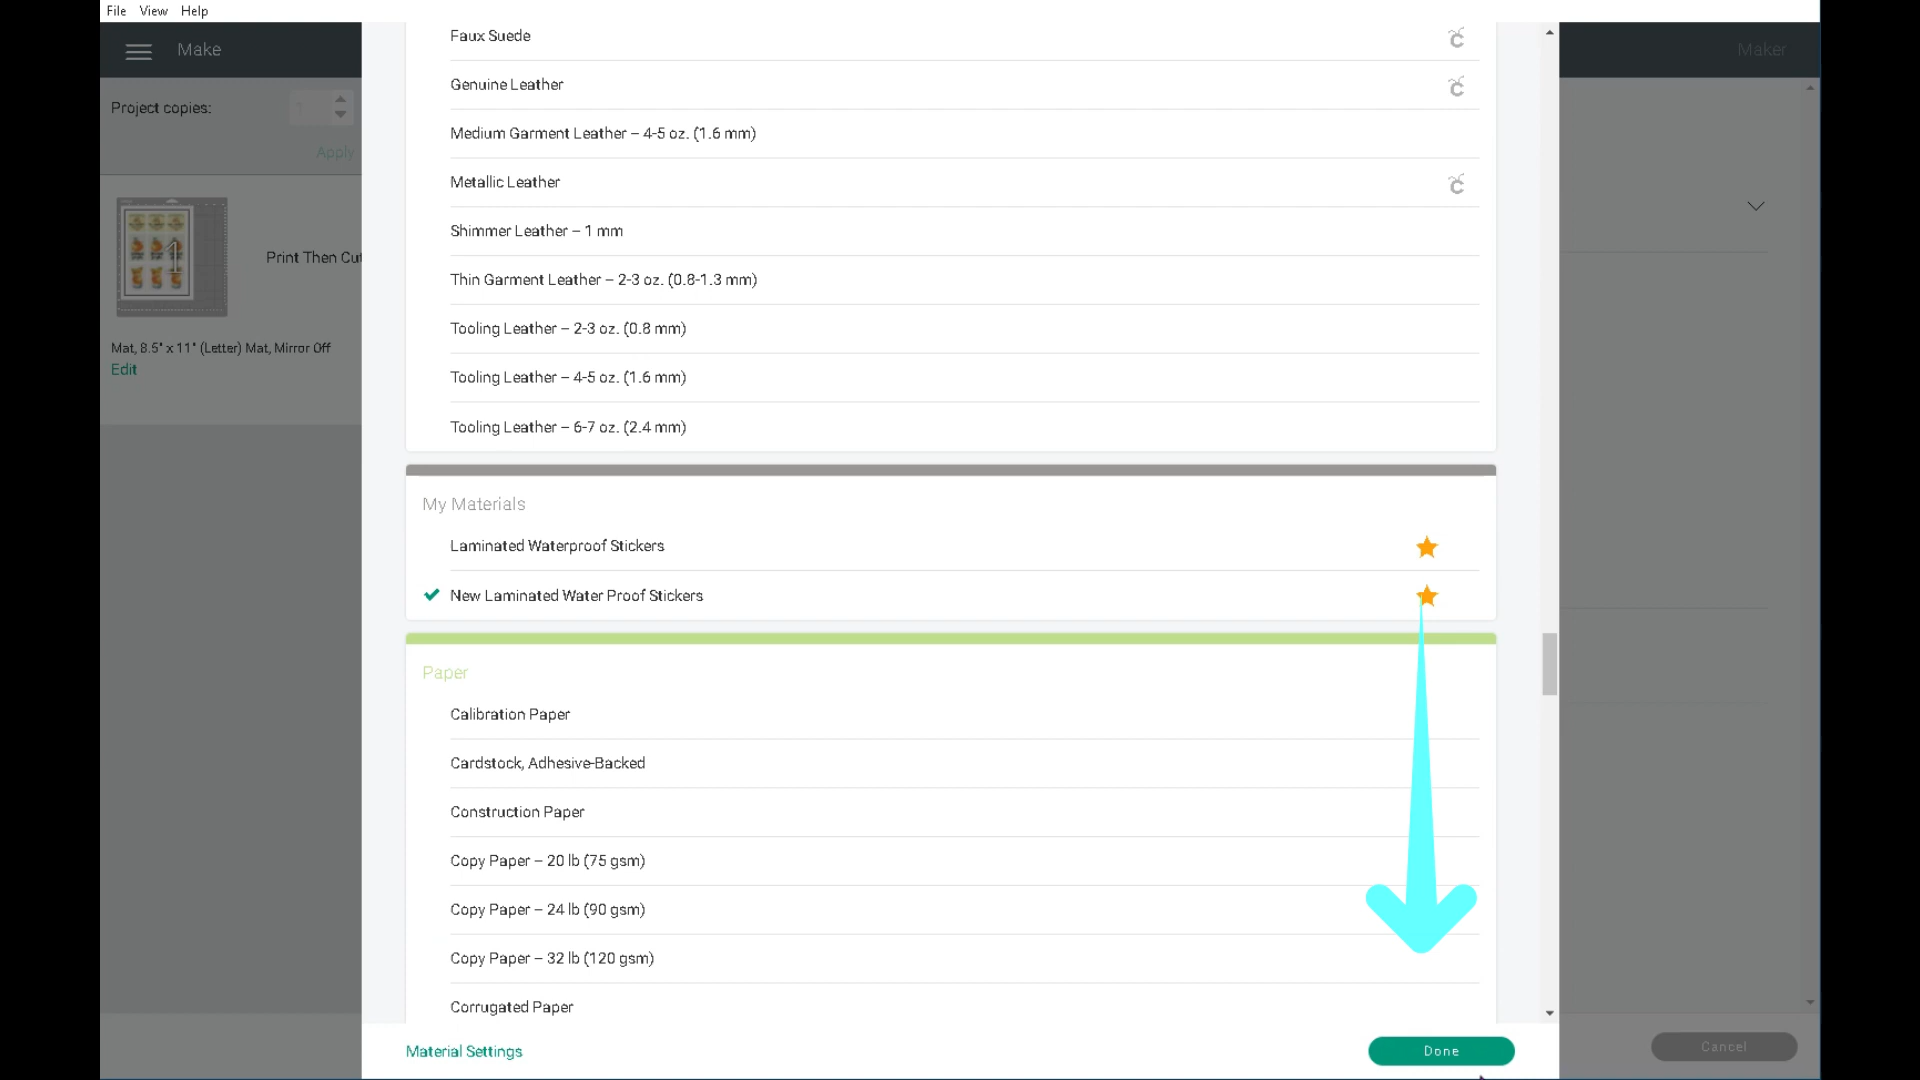 File View Help
Make
Maker
Project copies:
1
Apply
1
Print Then Cut
Mat, 8.5" x 11" (Letter) Mat, Mirror Off
Edit
Faux Suede
Genuine Leather
Medium Garment Leather – 4-5 oz. (1.6 mm)
Metallic Leather
Shimmer Leather – 1 mm
Thin Garment Leather – 2-3 oz. (0.8-1.3 mm)
Tooling Leather – 2-3 oz. (0.8 mm)
Tooling Leather – 4-5 oz. (1.6 mm)
Tooling Leather – 6-7 oz. (2.4 mm)
My Materials
Laminated Waterproof Stickers
New Laminated Water Proof Stickers
Paper
Calibration Paper
Cardstock, Adhesive-Backed
Construction Paper
Copy Paper – 20 lb (75 gsm)
Copy Paper – 24 lb (90 gsm)
Copy Paper – 32 lb (120 gsm)
Corrugated Paper
Material Settings
Done
Cancel